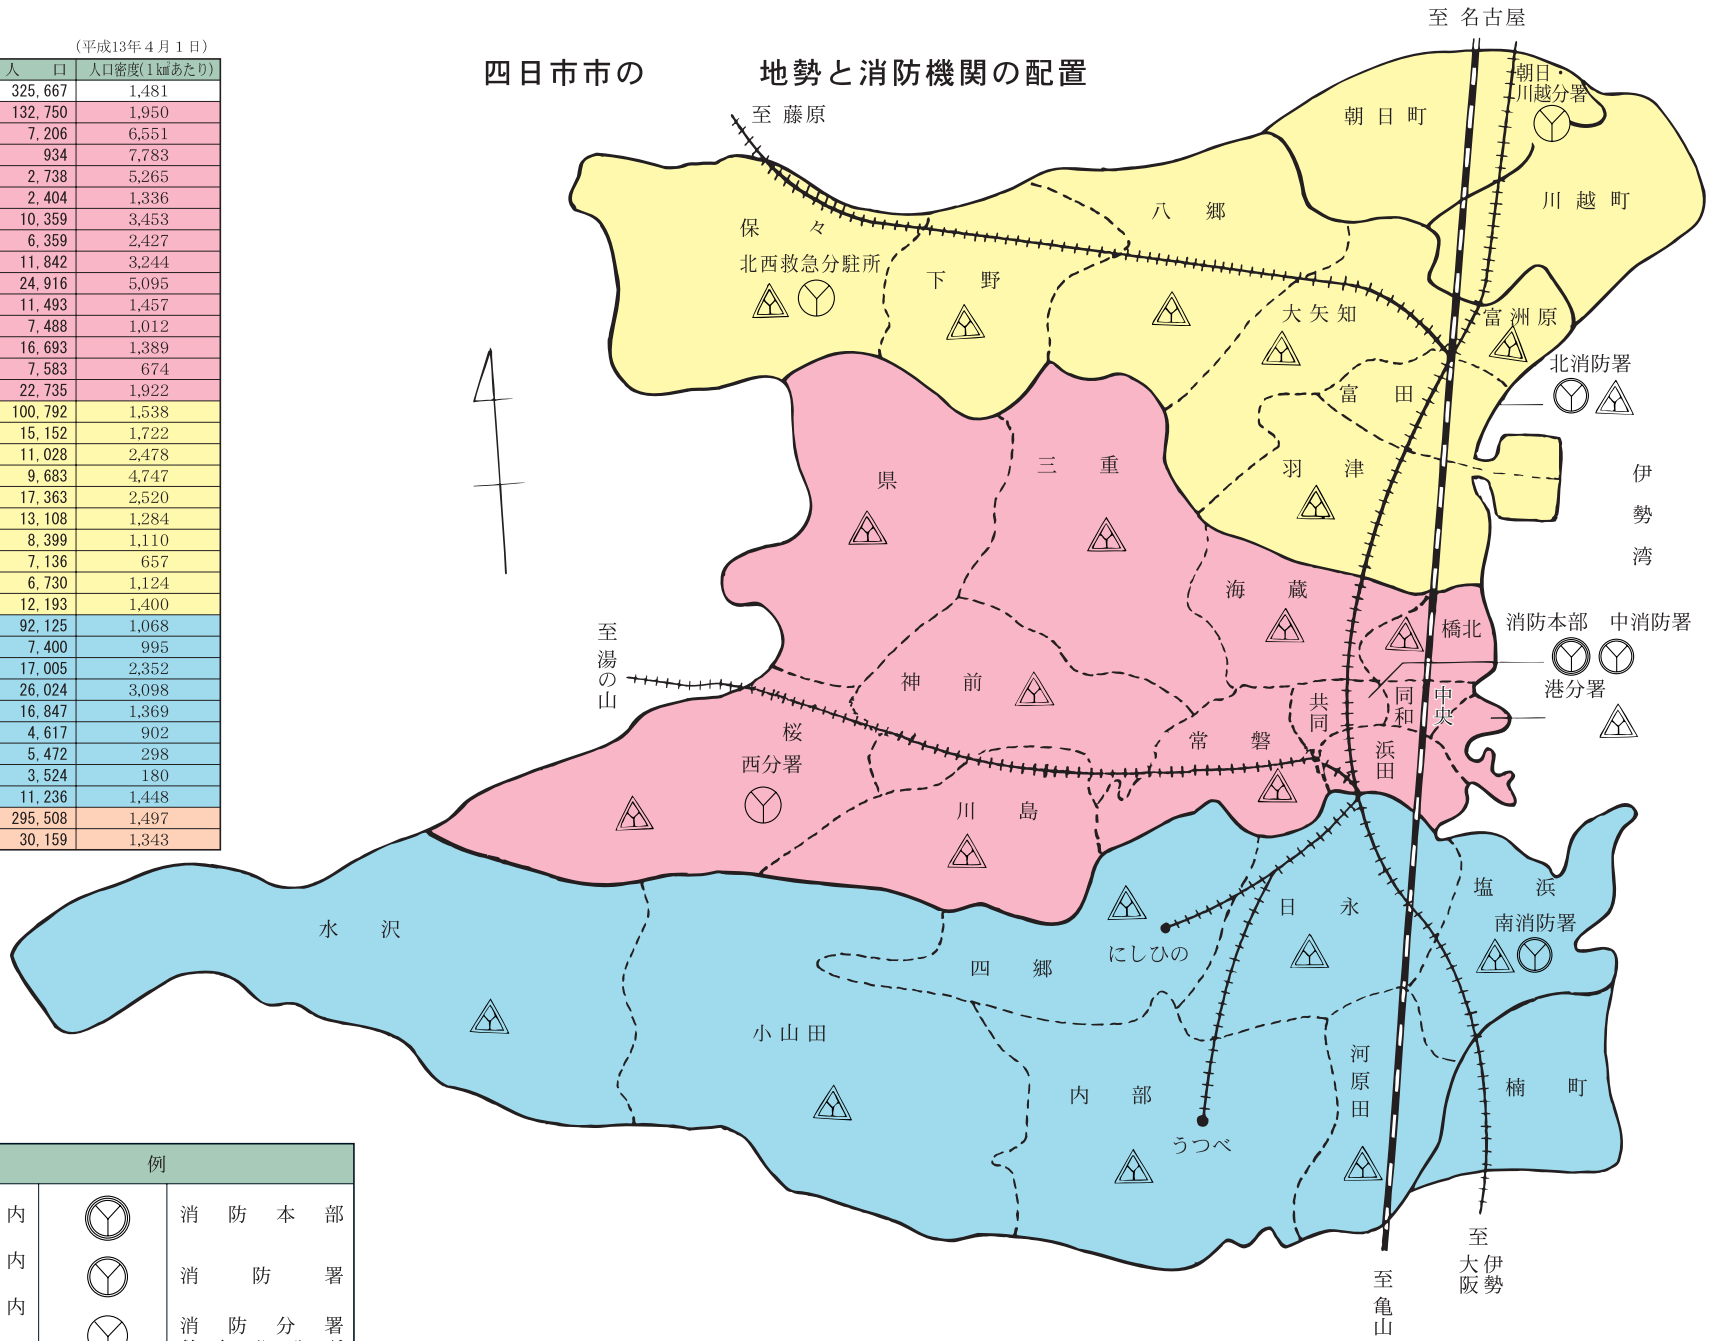 (平成13年4月1日)
人口 人口密度(1㎢あたり)
325,667 1,481
132,750 1,950
7,206 6,551
934 7,783
2,738 5,265
2,404 1,336
10,359 3,453
6,359 2,427
11,842 3,244
24,916 5,095
11,493 1,457
7,488 1,012
16,693 1,389
7,583 674
22,735 1,922
100,792 1,538
15,152 1,722
11,028 2,478
9,683 4,747
17,363 2,520
13,108 1,284
8,399 1,110
7,136 657
6,730 1,124
12,193 1,400
92,125 1,068
7,400 995
17,005 2,352
26,024 3,098
16,847 1,369
4,617 902
5,472 298
3,524 180
11,236 1,448
295,508 1,497
30,159 1,343
四日市市の 地勢と消防機関の配置
至 名古屋
至 藤原
朝日・
川越分署
朝日町
川越町
八郷
保々
北西救急分駐所
下野
大矢知
富洲原
北消防署
富田
羽津
伊勢湾
三重
県
海蔵
橋北
消防本部 中消防署
港分署
至湯の山
神前
共同
同和
中央
桜
西分署
常磐
浜田
川島
水沢
日永
塩浜
南消防署
にしひの
四郷
小山田
内部
河原田
楠町
うつべ
至伊勢
大阪
至亀山
例
内 消防本部
内 消防署
内 消防分署